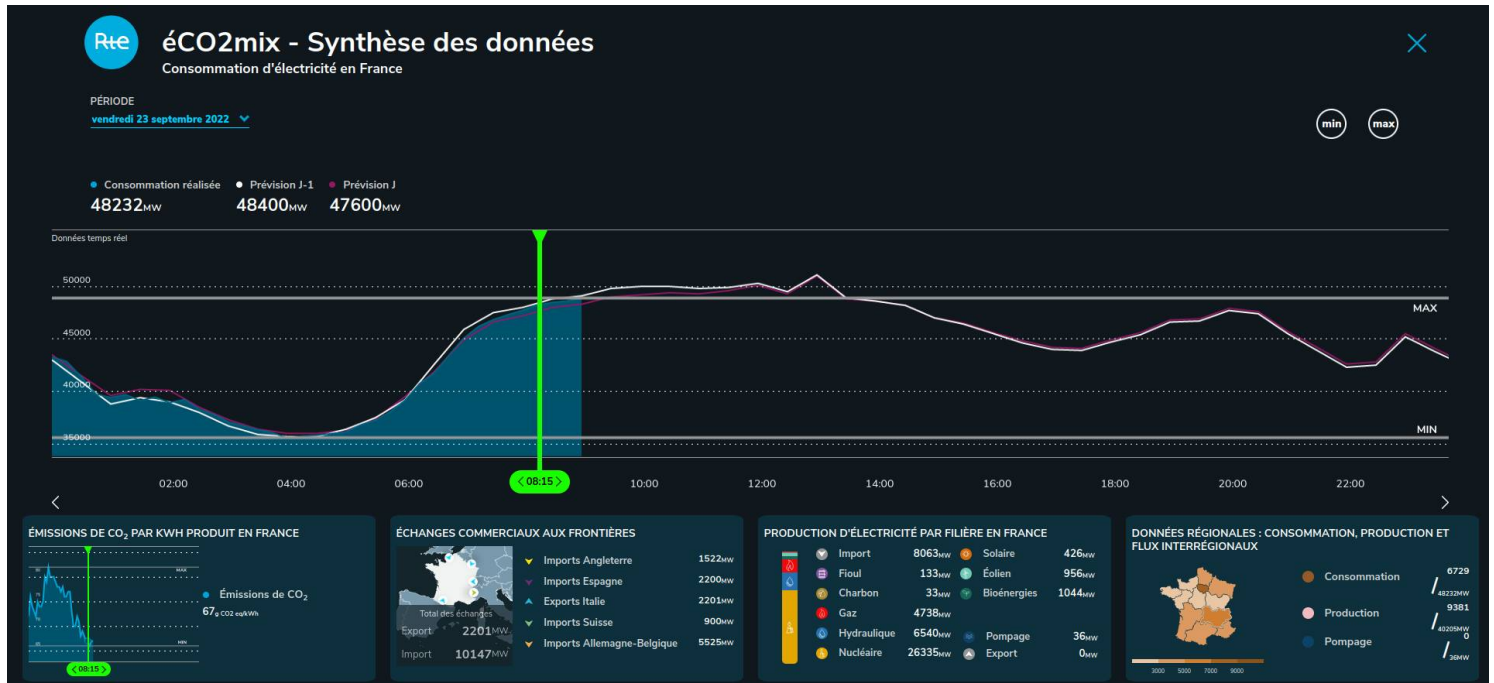 Rte
éCO2mix - Synthèse des données
Consommation d'électricité en France
PÉRIODE
vendredi 23 septembre 2022
min max
Consommation réalisée Prévision J-1 Prévision J
48232MW 48400MW 47600MW
Données temps réel
50000
MAX
45000
40000
MIN
35000
02:00 04:00 06:00 < 08:15 > 10:00 12:00 14:00 16:00 18:00 20:00 22:00
< >
ÉMISSIONS DE CO2 PAR KWH PRODUIT EN FRANCE
MAX
Émissions de CO2
67g CO2 eq/kWh
MIN
< 08:15 >
ÉCHANGES COMMERCIAUX AUX FRONTIÈRES
Imports Angleterre 1522MW
Imports Espagne 2200MW
Exports Italie 2201MW
Imports Suisse 900MW
Imports Allemagne-Belgique 5525MW
Total des échanges
Export 2201MW
Import 10147MW
PRODUCTION D'ÉLECTRICITÉ PAR FILIÈRE EN FRANCE
Import 8063MW Solaire 426MW
Fioul 133MW Éolien 956MW
Charbon 33MW Bioénergies 1044MW
Gaz 4738MW
Hydraulique 6540MW Pompage 36MW
Nucléaire 26335MW Export 0MW
DONNÉES RÉGIONALES : CONSOMMATION, PRODUCTION ET
FLUX INTERRÉGIONAUX
Consommation 6729 / 48232MW
Production 9381 / 40205MW
Pompage 0 / 36MW
3000 5000 7000 9000